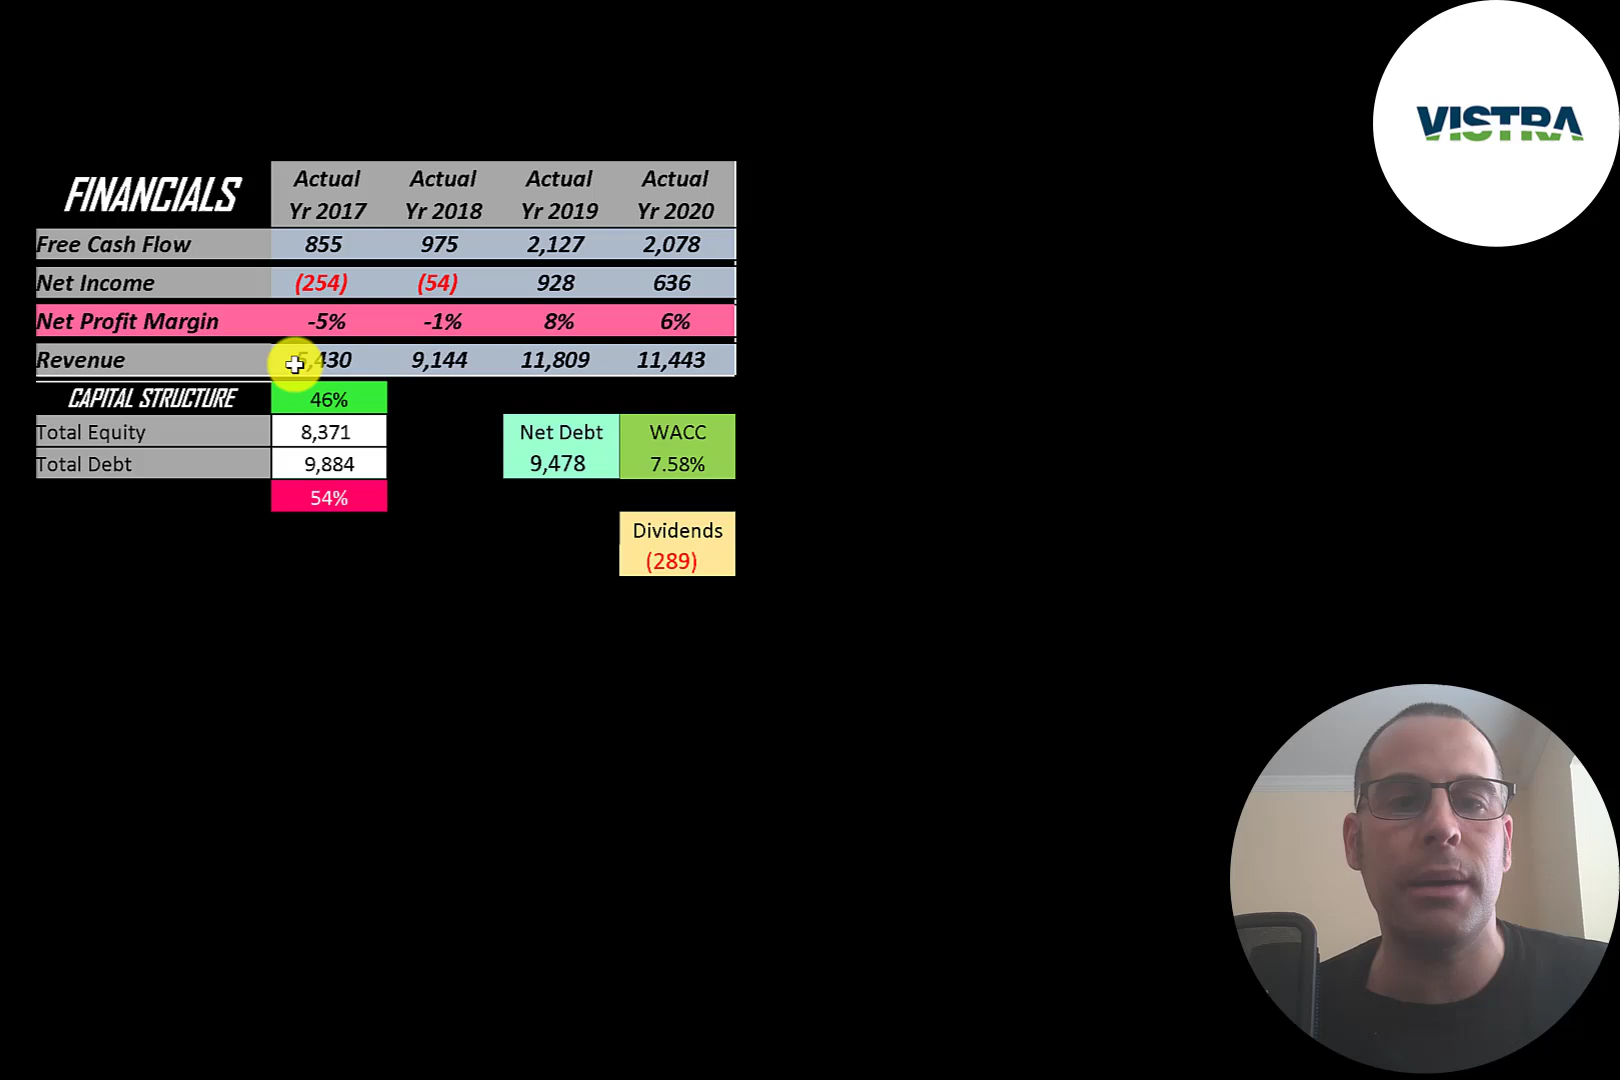 VISTRA
FINANCIALS Actual Actual Actual Actual
Yr 2017 Yr 2018 Yr 2019 Yr 2020
Free Cash Flow 855 975 2,127 2,078
Net Income (254) (54) 928 636
Net Profit Margin -5% -1% 8% 6%
Revenue 5,430 9,144 11,809 11,443
CAPITAL STRUCTURE 46%
Total Equity 8,371 Net Debt WACC
Total Debt 9,884 9,478 7.58%
54%
Dividends
(289)